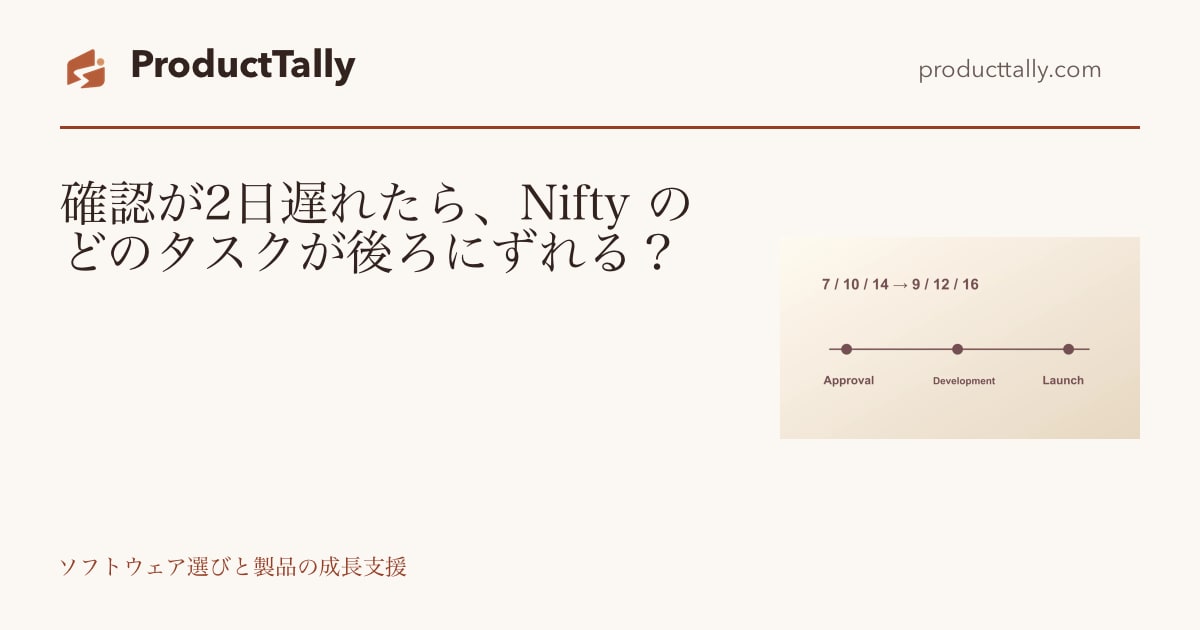 ProductTally
producttally.com
確認が2日遅れたら、Nifty の
どのタスクが後ろにずれる？
7 / 10 / 14 → 9 / 12 / 16
Approval
Development
Launch
ソフトウェア選びと製品の成長支援